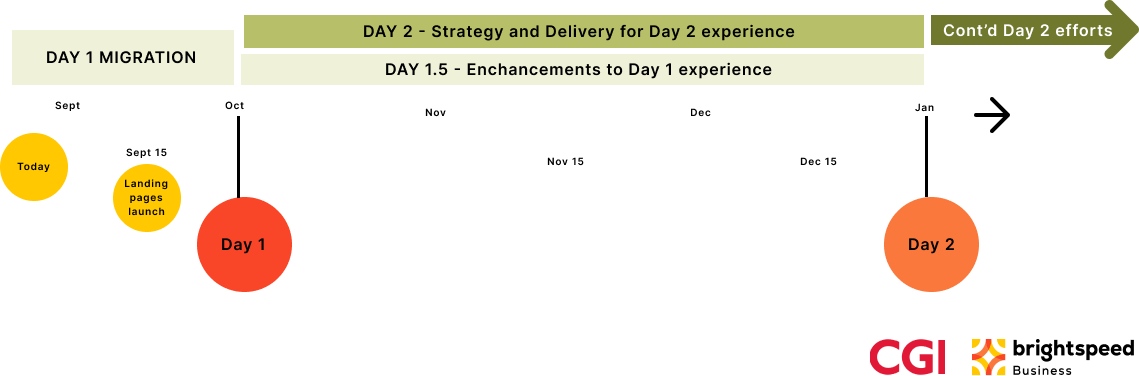 DAY 2 - Strategy and Delivery for Day 2 experience
Cont’d Day 2 efforts
DAY 1 MIGRATION
DAY 1.5 - Enchancements to Day 1 experience
Sept
Oct
Nov
Dec
Jan
Today
Sept 15
Nov 15
Dec 15
Landing
pages
launch
Day 1
Day 2
CGI
brightspeed
Business